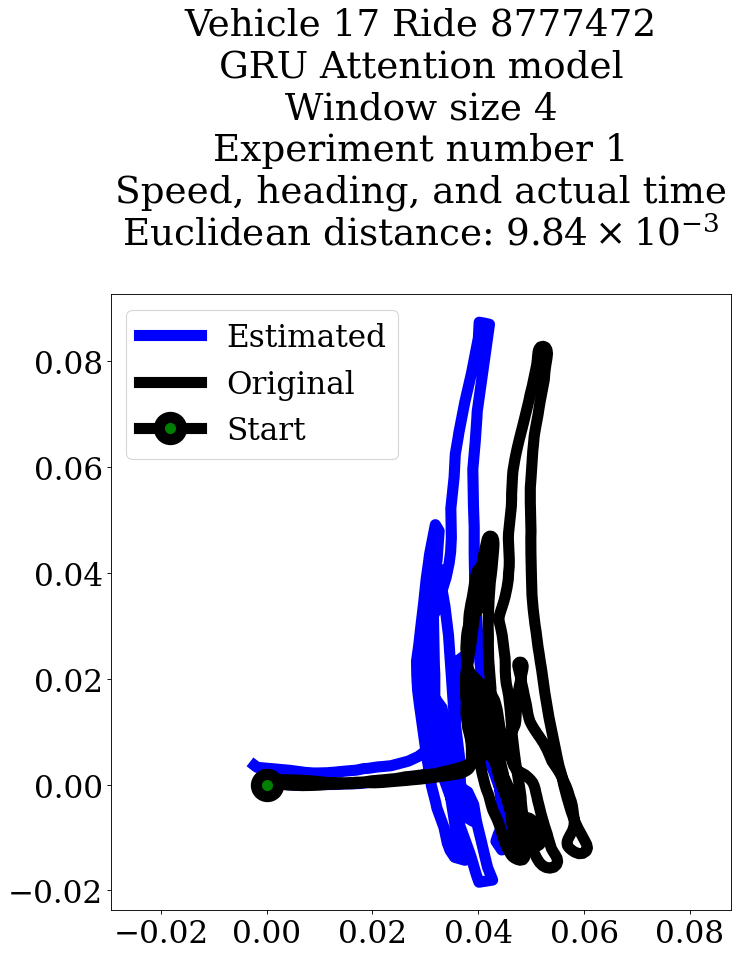 Vehicle 17 Ride 8777472
GRU Attention model
Window size 4
Experiment number 1
Speed, heading, and actual time
Euclidean distance: 9.84 × 10⁻³
Estimated
Original
Start
0.08
0.06
0.04
0.02
0.00
−0.02
−0.02 0.00 0.02 0.04 0.06 0.08